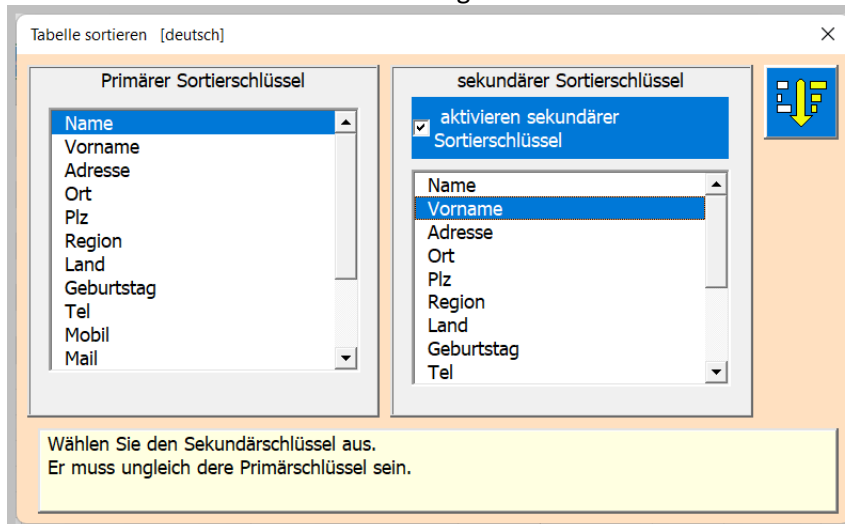 Tabelle sortieren [deutsch]
Primärer Sortierschlüssel
Name
Vorname
Adresse
Ort
Plz
Region
Land
Geburtstag
Tel
Mobil
Mail
sekundärer Sortierschlüssel
aktivieren sekundärer
Sortierschlüssel
Name
Vorname
Adresse
Ort
Plz
Region
Land
Geburtstag
Tel
Wählen Sie den Sekundärschlüssel aus.
Er muss ungleich dere Primärschlüssel sein.